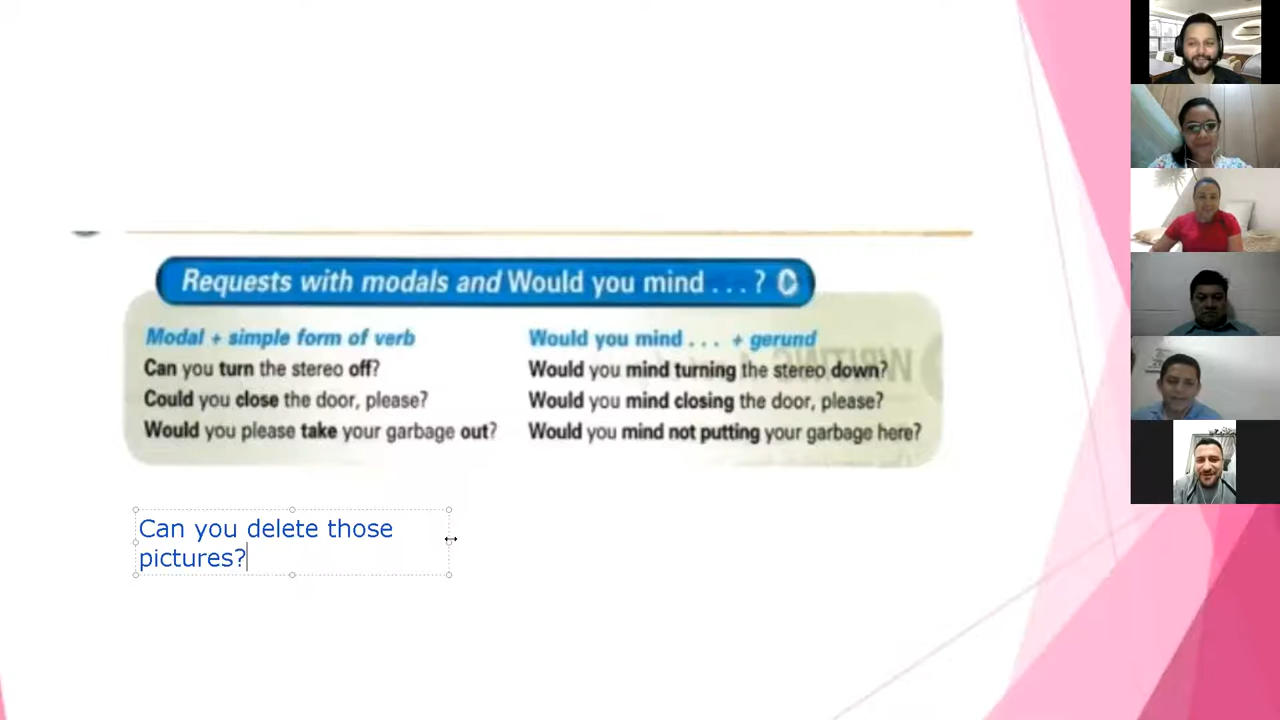 Requests with modals and Would you mind . . . ?
Modal + simple form of verb
Can you turn the stereo off?
Could you close the door, please?
Would you please take your garbage out?
Would you mind . . . + gerund
Would you mind turning the stereo down?
Would you mind closing the door, please?
Would you mind not putting your garbage here?
Can you delete those
pictures?